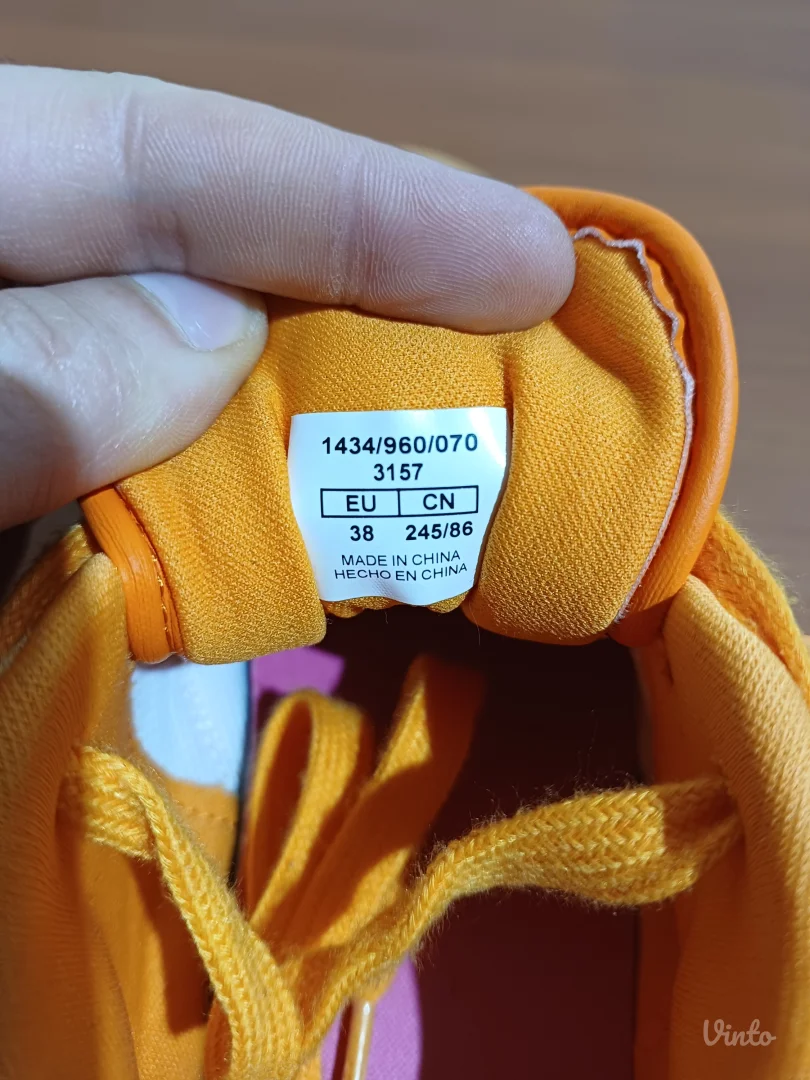 1434/960/070
3157
EU CN
38 245/86
MADE IN CHINA
HECHO EN CHINA
Vinto